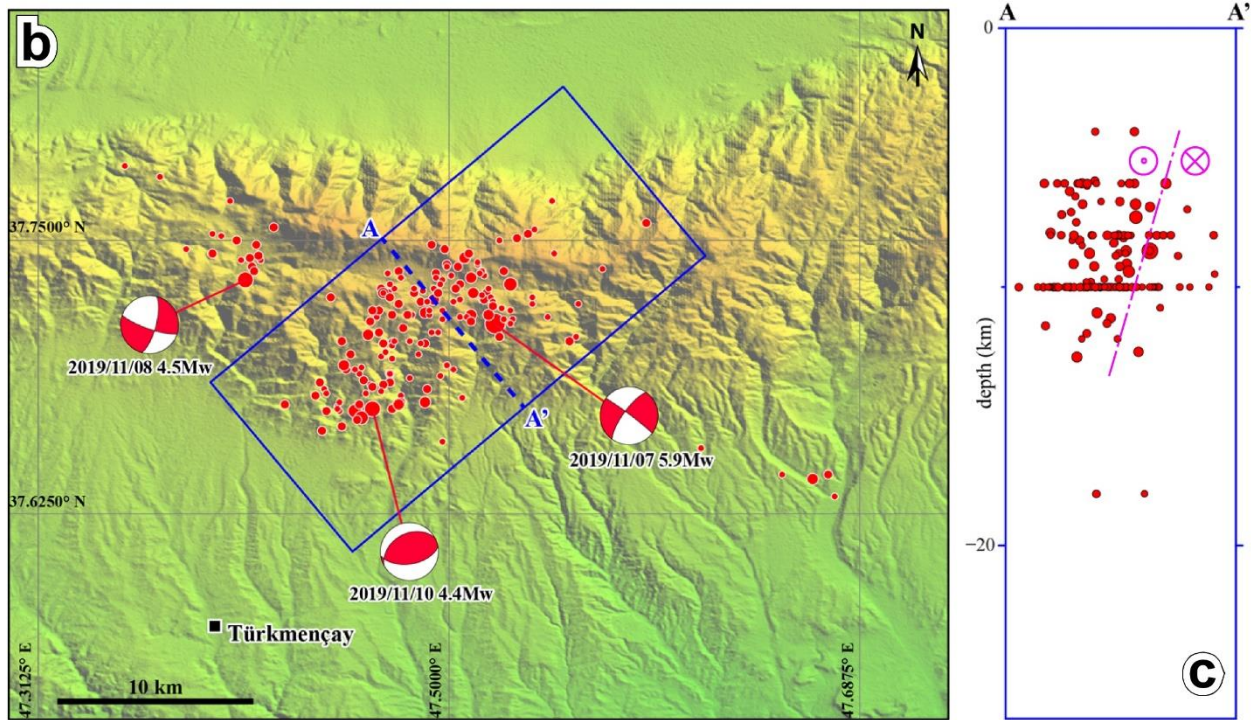 b
N
37.7500° N
A
2019/11/08 4.5Mw
A'
2019/11/07 5.9Mw
37.6250° N
2019/11/10 4.4Mw
Türkmençay
10 km
47.3125° E
47.5000° E
47.6875° E
A
A'
0
depth (km)
−20
c